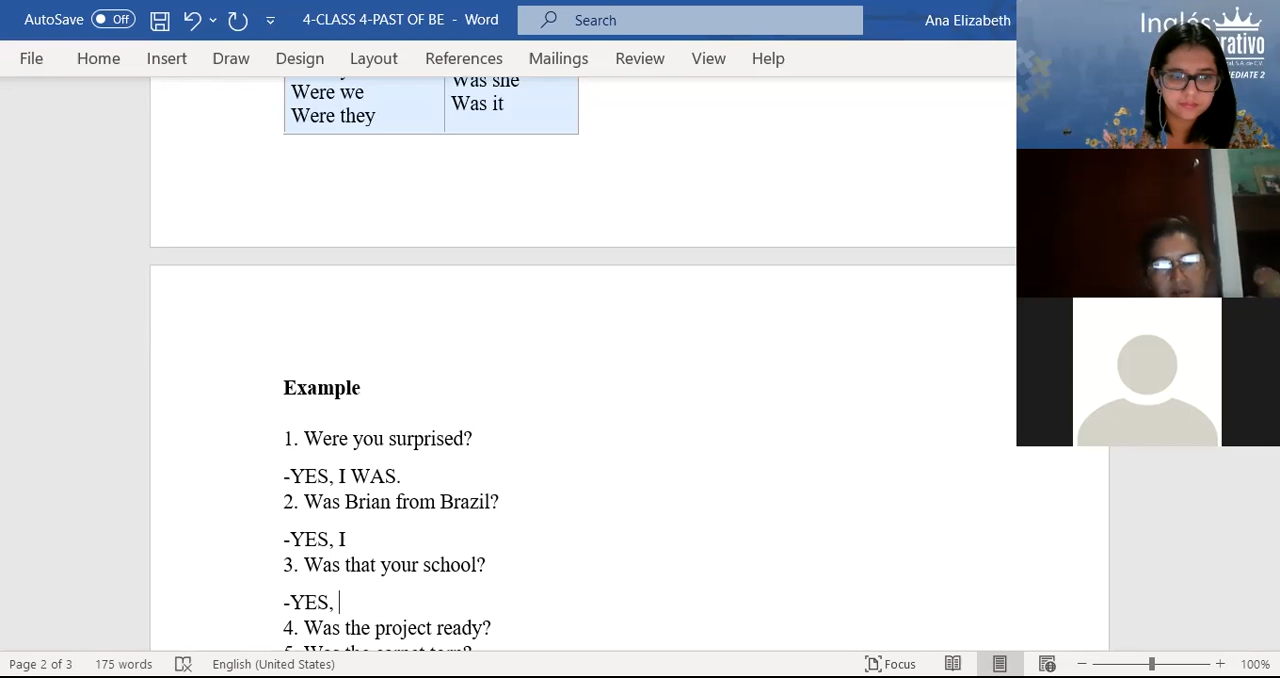 AutoSave Off 4-CLASS 4-PAST OF BE - Word Search Ana Elizabeth
File Home Insert Draw Design Layout References Mailings Review View Help
Inglés
Were we
Were they
Was she
Was it
Example
1. Were you surprised?
-YES, I WAS.
2. Was Brian from Brazil?
-YES, I
3. Was that your school?
-YES,
4. Was the project ready?
Page 2 of 3 175 words English (United States) Focus 100%